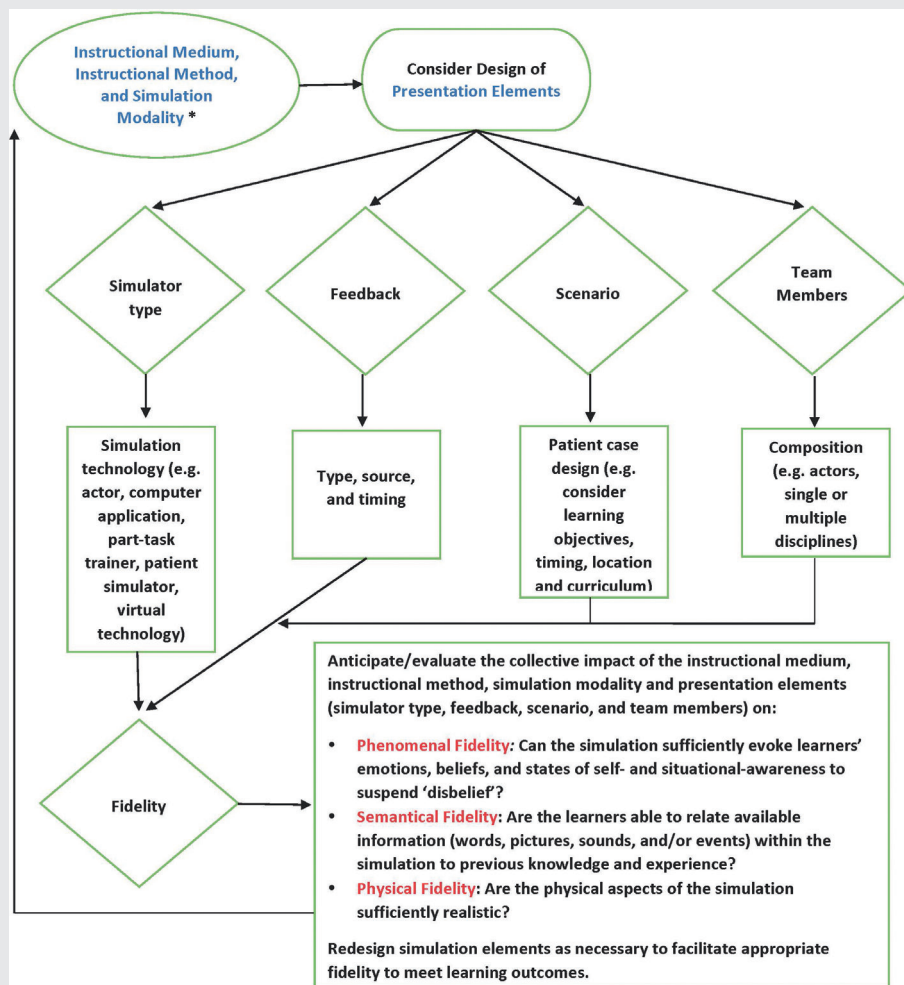 Instructional Medium,
Instructional Method,
and Simulation
Modality *
Consider Design of
Presentation Elements
Simulator
type
Feedback
Scenario
Team
Members
Simulation
technology (e.g.
actor, computer
application,
part-task
trainer, patient
simulator,
virtual
technology)
Type, source,
and timing
Patient case
design (e.g.
consider
learning
objectives,
timing, location
and curriculum)
Composition
(e.g. actors,
single or
multiple
disciplines)
Fidelity
Anticipate/evaluate the collective impact of the instructional medium,
instructional method, simulation modality and presentation elements
(simulator type, feedback, scenario, and team members) on:
• Phenomenal Fidelity: Can the simulation sufficiently evoke learners’
emotions, beliefs, and states of self- and situational-awareness to
suspend ‘disbelief’?
• Semantical Fidelity: Are the learners able to relate available
information (words, pictures, sounds, and/or events) within the
simulation to previous knowledge and experience?
• Physical Fidelity: Are the physical aspects of the simulation
sufficiently realistic?
Redesign simulation elements as necessary to facilitate appropriate
fidelity to meet learning outcomes.